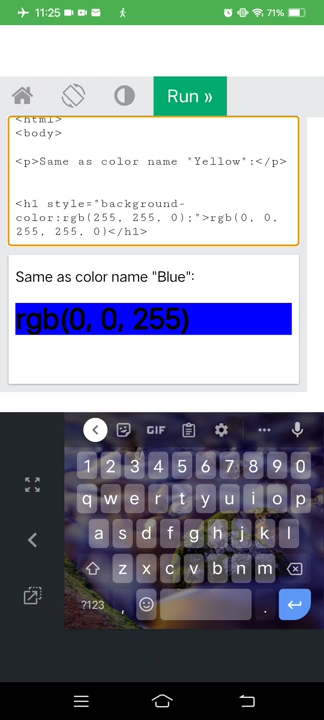 11:25
71%
Run »
<html>
<body>
<p>Same as color name "Yellow":</p>
<h1 style="background-
color:rgb(255, 255, 0);">rgb(0, 0,
255, 255, 0)</h1>
Same as color name "Blue":
rgb(0, 0, 255)
GIF
1 2 3 4 5 6 7 8 9 0
q w e r t y u i o p
a s d f g h j k l
z x c v b n m
?123 , .